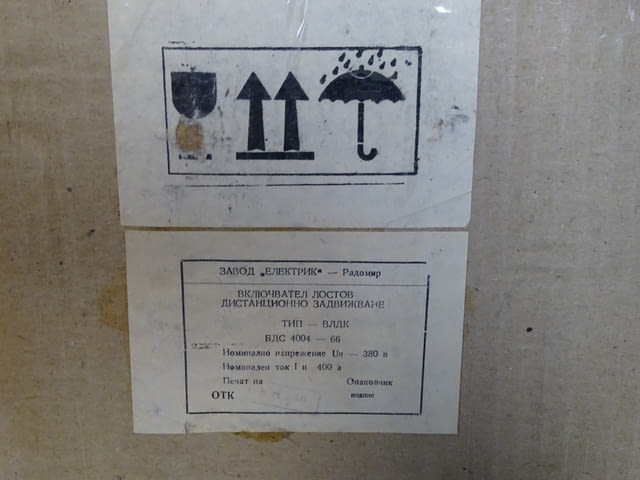 ЗАВОД „ЕЛЕКТРИК" — Радомир
ВКЛЮЧВАТЕЛ ЛОСТОВ
ДИСТАНЦИОННО ЗАДВИЖВАНЕ
ТИП — ВЛДК
БДС 4004 — 66
Номинално напрежение Uн — 380 в
Номинален ток I н 400 а
Печат на Опаковчик
ОТК подпис